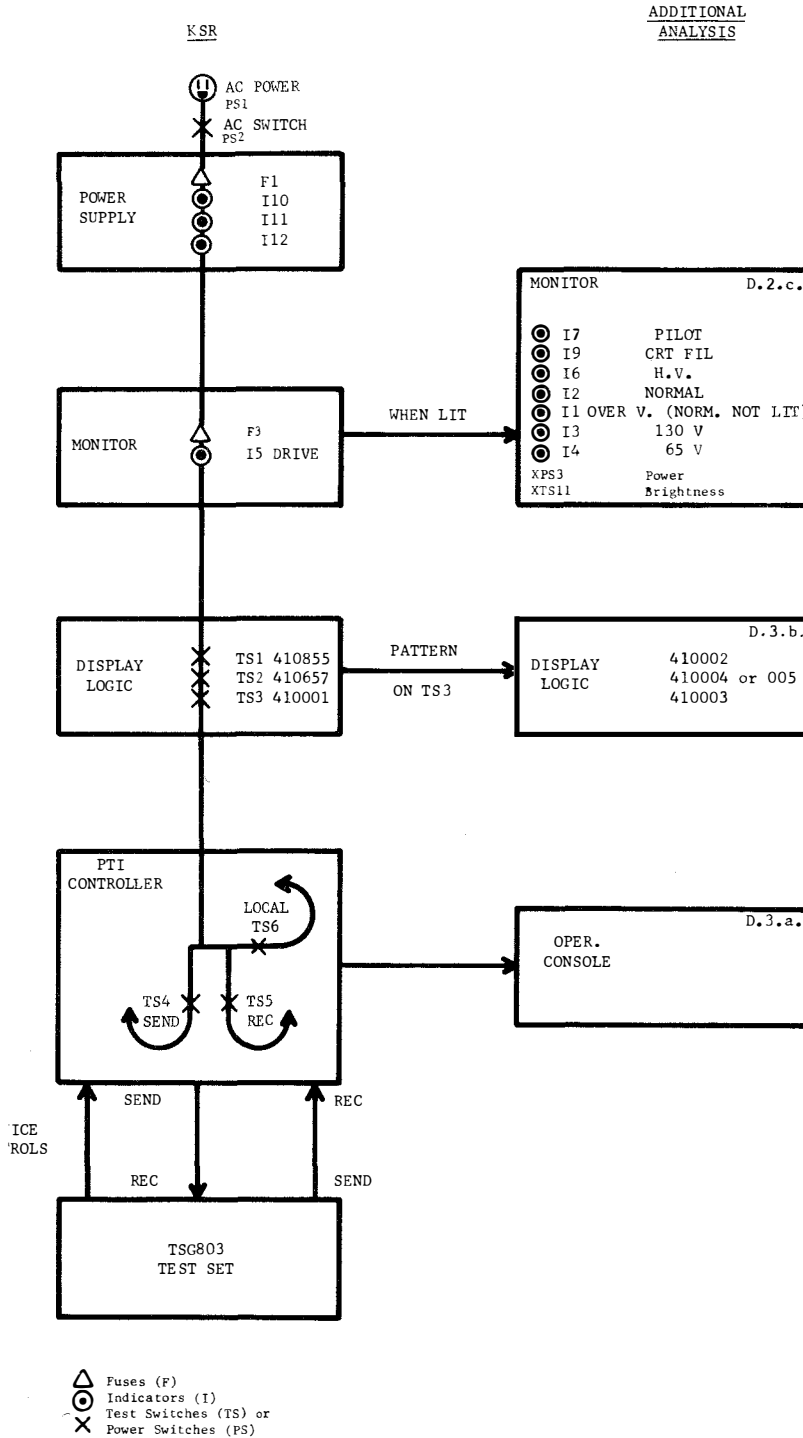 KSR
ADDITIONAL
ANALYSIS
AC POWER
PS1
AC SWITCH
PS2
POWER
SUPPLY
F1
I10
I11
I12
MONITOR
F3
I5 DRIVE
WHEN LIT
MONITOR D.2.c.
I7 PILOT
I9 CRT FIL
I6 H.V.
I2 NORMAL
I1 OVER V. (NORM. NOT LIT)
I3 130 V
I4 65 V
XPS3 Power
XTS11 Brightness
DISPLAY
LOGIC
TS1 410855
TS2 410657
TS3 410001
PATTERN
ON TS3
D.3.b.
DISPLAY
LOGIC
410002
410004 or 005
410003
PTI
CONTROLLER
LOCAL
TS6
TS4
SEND
TS5
REC
D.3.a.
OPER.
CONSOLE
SEND
REC
ICE
ROLS
REC
SEND
TSG803
TEST SET
Fuses (F)
Indicators (I)
Test Switches (TS) or
Power Switches (PS)